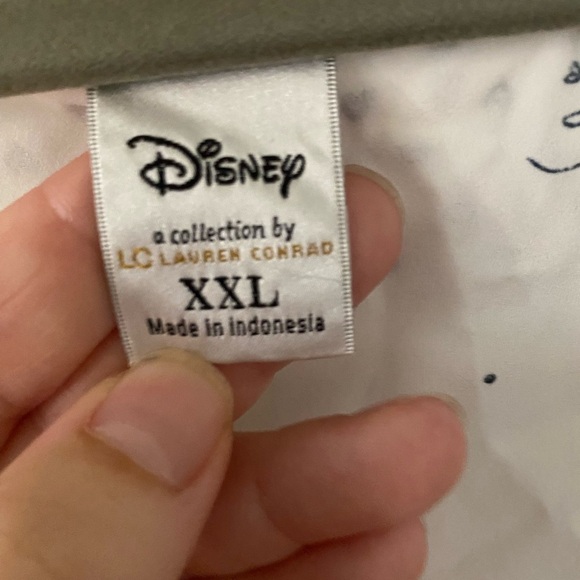 Disney
a collection by
LC LAUREN CONRAD
XXL
Made in Indonesia